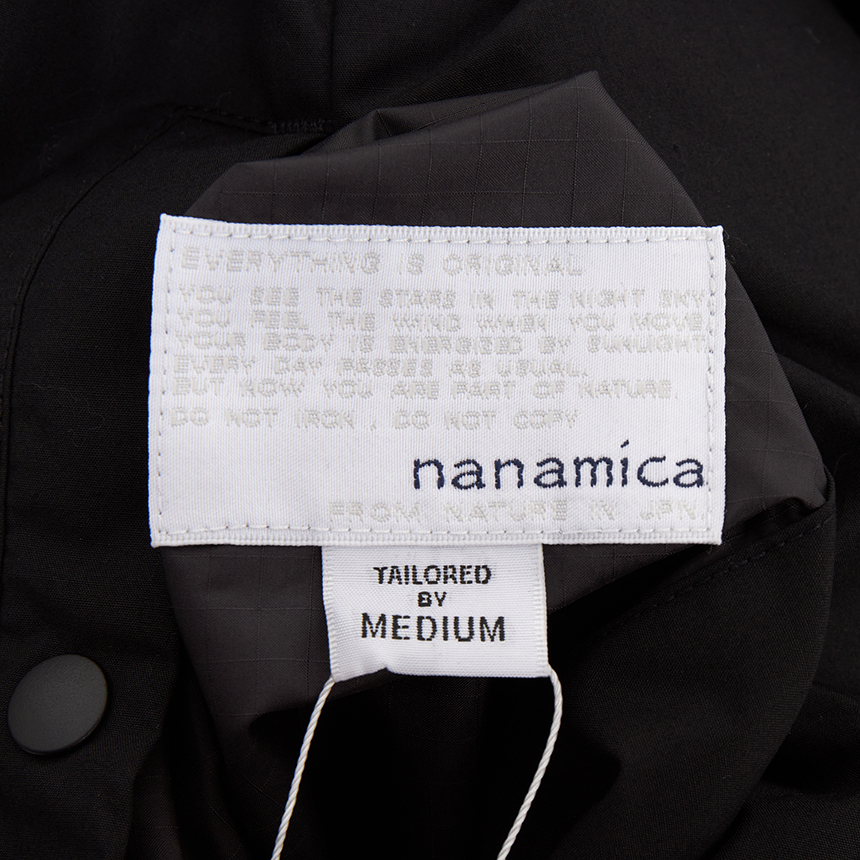 EVERYTHING IS ORIGINAL
YOU SEE THE STARS IN THE NIGHT SKY
YOU FEEL THE WIND WHEN YOU MOVE
YOUR BODY IS ENERGIZED BY SUNLIGHT
EVERY DAY PASSES AS USUAL,
BUT NOW YOU ARE PART OF NATURE.
DO NOT IRON , DO NOT COPY
nanamica
FROM NATURE IN JPN.
TAILORED
BY
MEDIUM